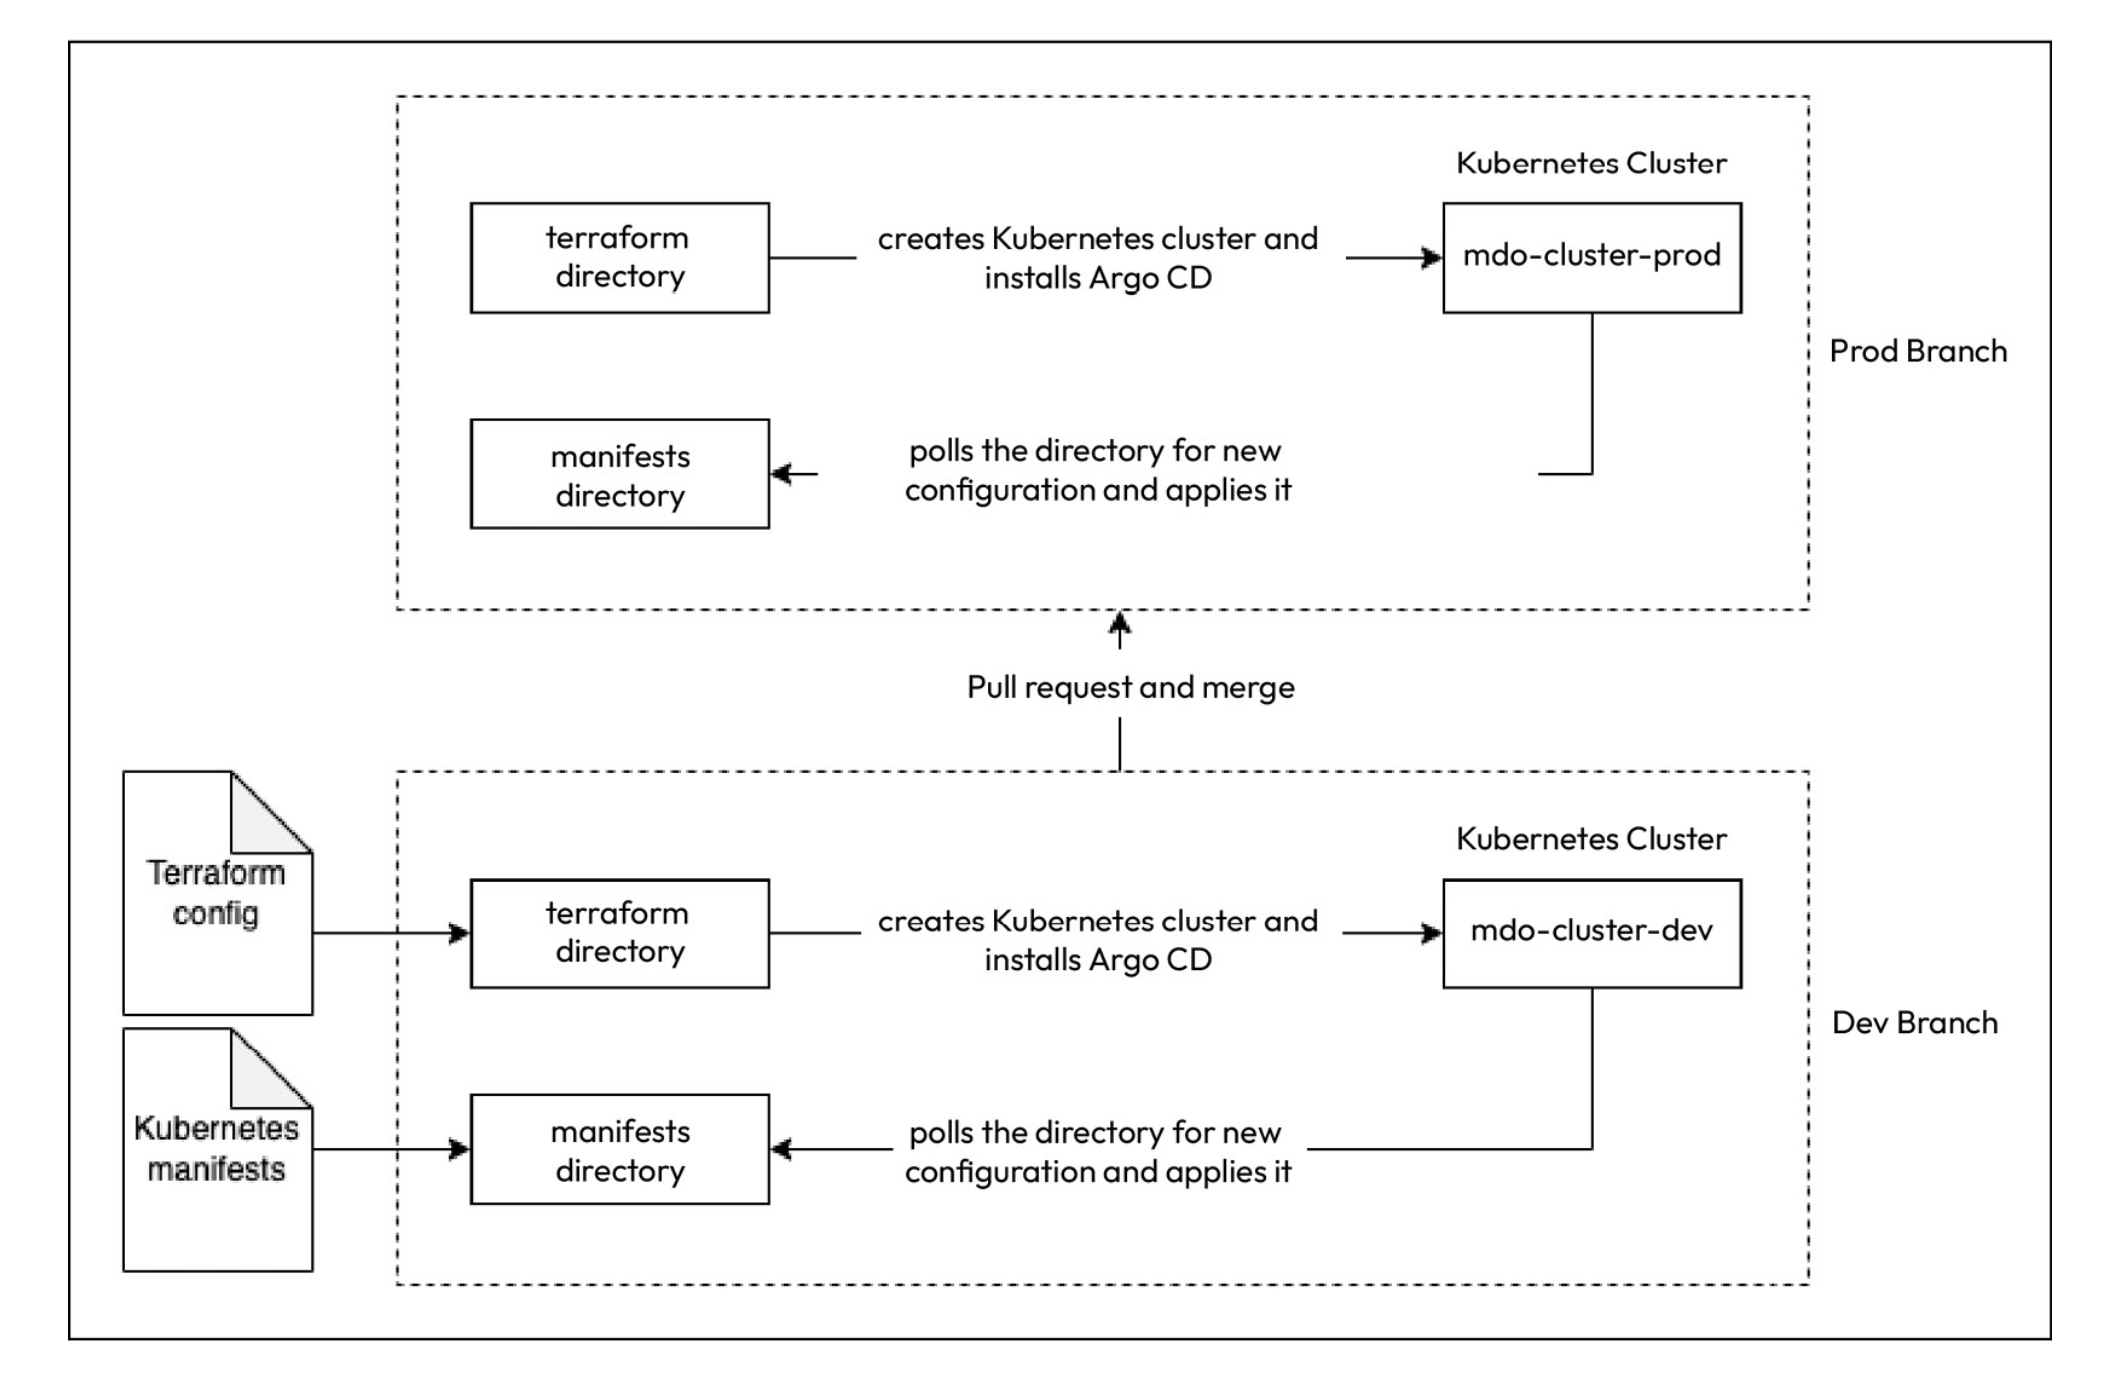 Kubernetes Cluster
terraform
directory
creates Kubernetes cluster and
installs Argo CD
mdo-cluster-prod
Prod Branch
manifests
directory
polls the directory for new
configuration and applies it
Pull request and merge
Kubernetes Cluster
Terraform
config
terraform
directory
creates Kubernetes cluster and
installs Argo CD
mdo-cluster-dev
Dev Branch
Kubernetes
manifests
manifests
directory
polls the directory for new
configuration and applies it